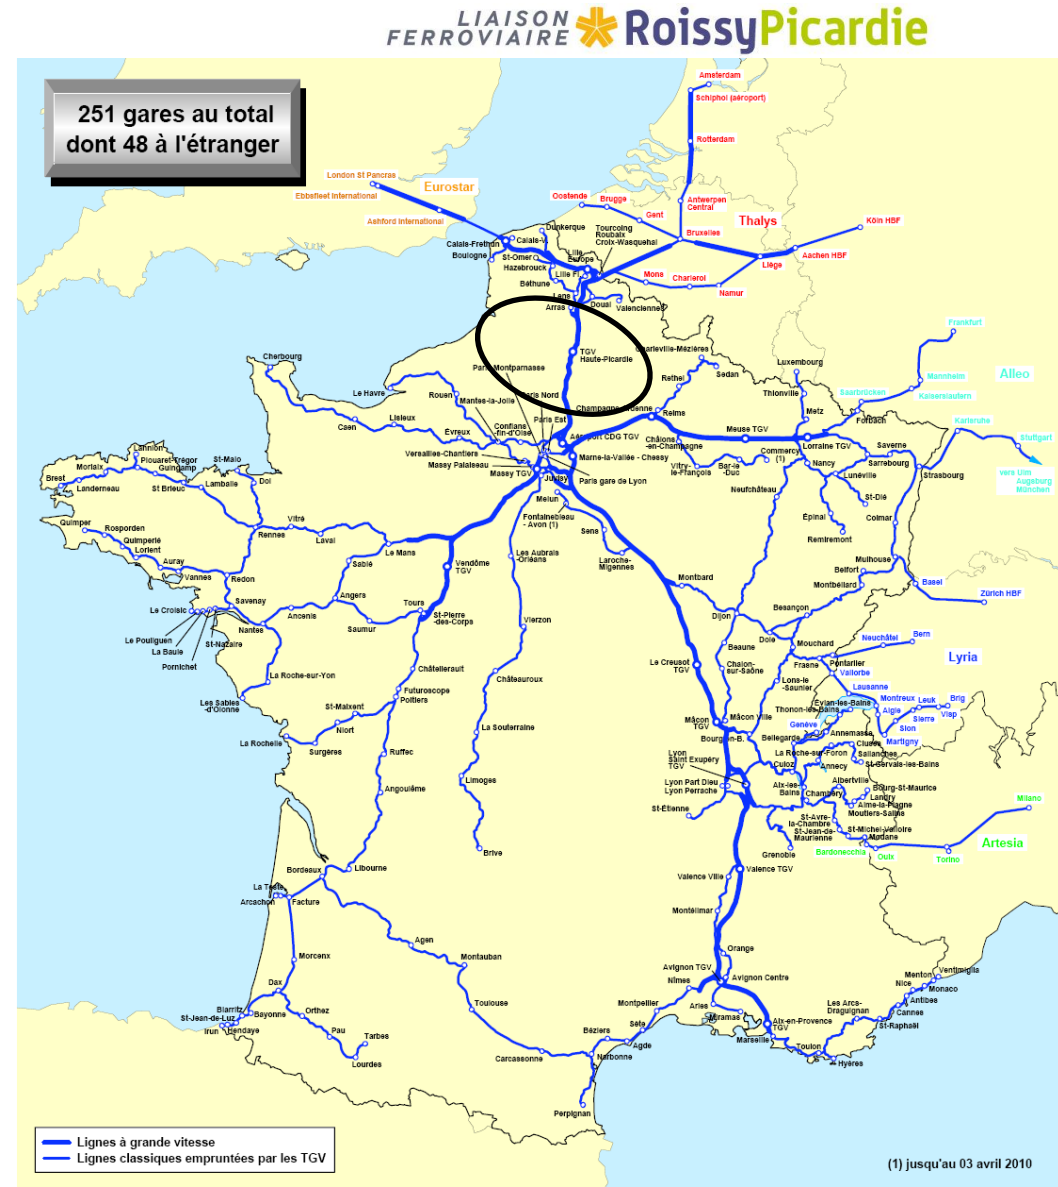 LIAISON
FERROVIAIRE
RoissyPicardie
251 gares au total
dont 48 à l'étranger
Amsterdam
Schiphol (aéroport)
Rotterdam
London St Pancras
Ebbsfleet International
Eurostar
Ashford International
Oostende
Brugge
Gent
Antwerpen
Central
Thalys
Köln HBF
Dunkerque
Tourcoing
Roubaix
Croix-Wasquehal
Bruxelles
Calais-Frethun
Calais-V.
Boulogne
St-Omer
Lille
Europe
Hazebrouck
Lille Fl.
Béthune
Lens
Arras
Douai
Valenciennes
Mons
Charleroi
Namur
Liège
Aachen HBF
Frankfurt
Mannheim
Kaiserslautern
Alleo
Saarbrücken
Karlsruhe
Stuttgart
vers Ulm
Augsburg
München
Cherbourg
TGV
Haute-Picardie
Charleville-Mézières
Sedan
Rethel
Luxembourg
Thionville
Metz
Forbach
Paris Montparnasse
Le Havre
Rouen
Mantes-la-Jolie
Paris Nord
Lisieux
Caen
Évreux
Conflans
-fin-d'Oise
Paris Est
Champagne-Ardenne
Reims
Meuse TGV
Lorraine TGV
Versailles-Chantiers
Massy Palaiseau
Massy TGV
Juvisy
Aéroport CDG TGV
Marne-la-Vallée - Chessy
Paris gare de Lyon
Châlons
-en-Champagne
Vitry-
le-François
Bar-le
-Duc
Commercy
(1)
Nancy
Lunéville
Saverne
Sarrebourg
Strasbourg
St-Dié
Colmar
Neufchâteau
Épinal
Remiremont
Mulhouse
Belfort
Montbéliard
Basel
Zürich HBF
Lannion
Plouaret-Trégor
Guingamp
Morlaix
Brest
Landerneau
St Brieuc
Lamballe
St-Malo
Dol
Quimper
Rosporden
Quimperlé
Lorient
Auray
Vannes
Rennes
Vitré
Laval
Le Mans
Sablé
Redon
Savenay
Angers
Ancenis
Saumur
Nantes
Le Croisic
Le Pouliguen
La Baule
Pornichet
St-Nazaire
Melun
Fontainebleau
- Avon (1)
Sens
Laroche-
Migennes
Les Aubrais
-Orléans
Vendôme
TGV
Tours
St-Pierre
-des-Corps
Vierzon
Montbard
Dijon
Besançon
Dole
Mouchard
Beaune
Chalon-
sur-Saône
Le Creusot
TGV
Frasne
Pontarlier
Neuchâtel
Bern
Vallorbe
Lyria
Lausanne
Lons-le
-Saunier
Châtellerault
Futuroscope
Poitiers
Châteauroux
La Roche-sur-Yon
Les Sables
-d'Olonne
St-Maixent
Niort
La Rochelle
Surgères
La Souterraine
Ruffec
Angoulême
Limoges
Brive
Mâcon
TGV
Mâcon Ville
Bourg-en-B.
Évian-les-Bains
Thonon-les-Bains
Genève
Bellegarde
Annemasse
Montreux
Aigle
Leuk
Brig
Visp
Sierre
Sion
Martigny
Cluses
La Roche-sur-Foron
Sallanches
St-Gervais-les-Bains
Annecy
Culoz
Lyon
Saint Exupéry
TGV
Lyon Part Dieu
Lyon Perrache
St-Étienne
Aix-les-
Bains
Chambéry
Albertville
Bourg-St-Maurice
Landry
Aime-la-Plagne
Moutiers-Salins
St-Avre-
la-Chambre
St-Jean-de-
Maurienne
St-Michel-Valloire
Modane
Grenoble
Bardonecchia
Oulx
Torino
Milano
Artesia
Bordeaux
Libourne
La Teste
Arcachon
Facture
Valence Ville
Valence TGV
Montélimar
Agen
Montauban
Toulouse
Morcenx
Dax
Biarritz
St-Jean-de-Luz
Irun
Hendaye
Bayonne
Orthez
Pau
Tarbes
Lourdes
Orange
Avignon TGV
Avignon Centre
Nîmes
Arles
Miramas
Montpellier
Sète
Agde
Béziers
Narbonne
Carcassonne
Perpignan
Marseille
Aix-en-Provence
TGV
Toulon
Hyères
Les Arcs-
Draguignan
St-Raphaël
Cannes
Antibes
Nice
Monaco
Menton
Ventimiglia
Lignes à grande vitesse
Lignes classiques empruntées par les TGV
(1) jusqu'au 03 avril 2010